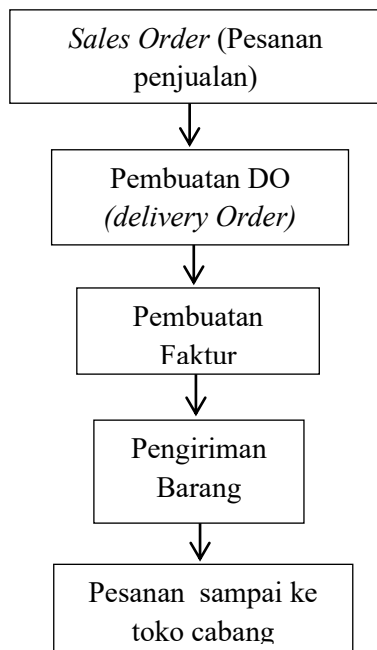 Sales Order (Pesanan
penjualan)
Pembuatan DO
(delivery Order)
Pembuatan
Faktur
Pengiriman
Barang
Pesanan sampai ke
toko cabang